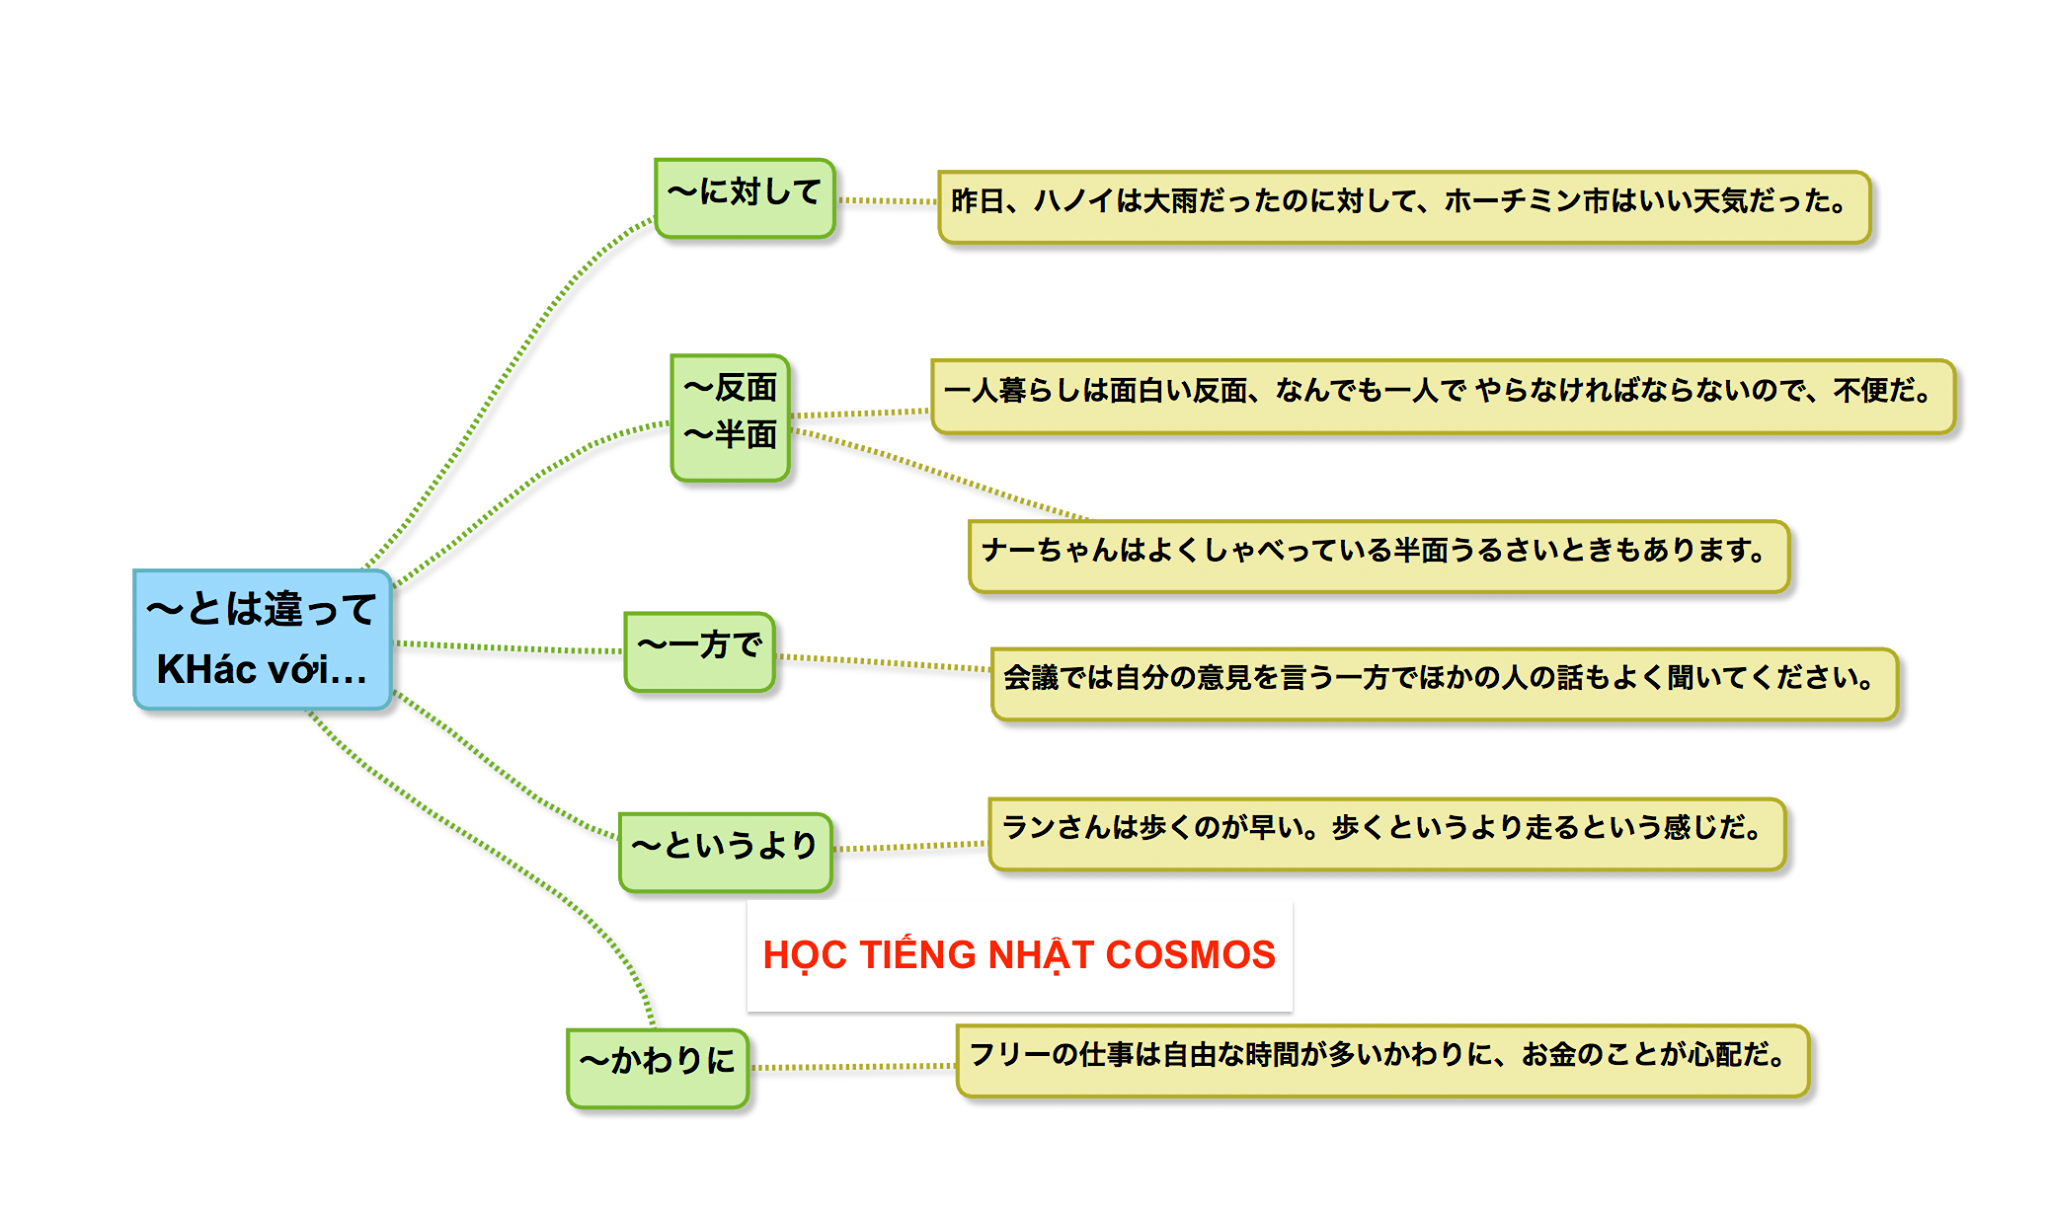 ～とは違って
KHác với...
～に対して
昨日、ハノイは大雨だったのに対して、ホーチミン市はいい天気だった。
～反面
～半面
一人暮らしは面白い反面、なんでも一人で やらなければならないので、不便だ。
ナーちゃんはよくしゃべっている半面うるさいときもあります。
～一方で
会議では自分の意見を言う一方でほかの人の話もよく聞いてください。
～というより
ランさんは歩くのが早い。歩くというより走るという感じだ。
HỌC TIẾNG NHẬT COSMOS
～かわりに
フリーの仕事は自由な時間が多いかわりに、お金のことが心配だ。